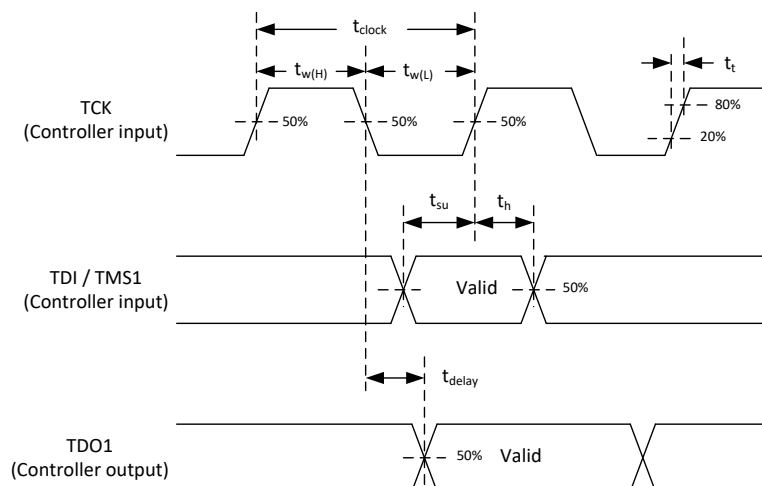 tclock
tw(H)
tw(L)
tt
TCK
(Controller input)
50%
50%
50%
80%
20%
tsu
th
TDI / TMS1
(Controller input)
Valid
50%
tdelay
TDO1
(Controller output)
50%
Valid